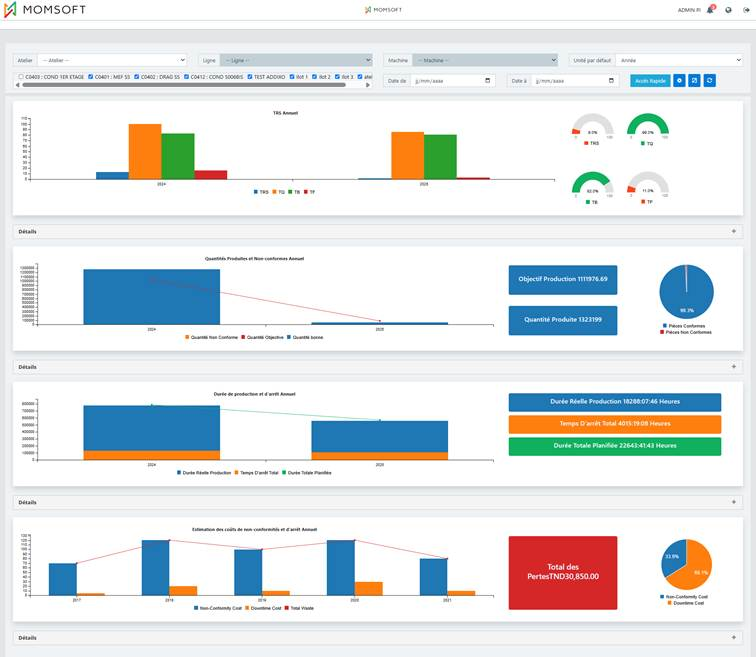 MOMSOFT
MOMSOFT
ADMIN RI
Atelier -- Atelier --
Ligne -- Ligne --
Machine -- Machine --
Unité par défaut Année
C0403 : COND 1ER ETAGE C0401 : MEF SS C0402 : DRAG SS C0412 : COND S006BIS TEST ADDIXO ilot 1 ilot 2 ilot 3 atel
Date de jj/mm/aaaa
Date à jj/mm/aaaa
Accès Rapide
TRS Annuel
110
100
90
80
70
60
50
40
30
20
10
0
2024
2025
TRS TQ TB TP
0 100
TRS
0 100
TQ
0 100
TB
11.0%
0 100
TP
Détails
Quantités Produites et Non-conformes Annuel
1300000
1200000
1100000
1000000
900000
800000
700000
600000
500000
400000
300000
200000
100000
0
2024
2025
Quantité Non Conforme Quantité Objective Quantité bonne
Objectif Production 1111976.69
Quantité Produite 1323199
Pièces Conformes
Pièces Non Conformes
Détails
Durée de production et d'arrêt Annuel
800000
700000
600000
500000
400000
300000
200000
100000
0
2024
2025
Durée Réelle Production Temps D'arrêt Total Durée Totale Planifiée
Durée Réelle Production 18288:07:46 Heures
Temps D'arrêt Total 4015:19:08 Heures
Durée Totale Planifiée 22643:41:43 Heures
Détails
Estimation des coûts de non-conformités et d'arrêt Annuel
130
120
110
100
90
80
70
60
50
40
30
20
10
0
2017
2018
2019
2020
2021
Non-Conformity Cost Downtime Cost Total Waste
Total des
PertesTND30,850.00
33.9%
66.1%
Non-Conformity Cost
Downtime Cost
Détails